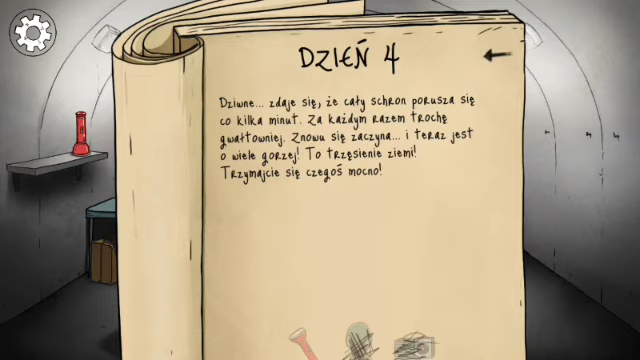 DZIEŃ 4
Dziwne... zdaje się, że cały schron porusza się
co kilka minut. Za każdym razem trochę
gwałtowniej. Znowu się zaczyna... i teraz jest
o wiele gorzej! To trzęsienie ziemi!
Trzymajcie się czegoś mocno!